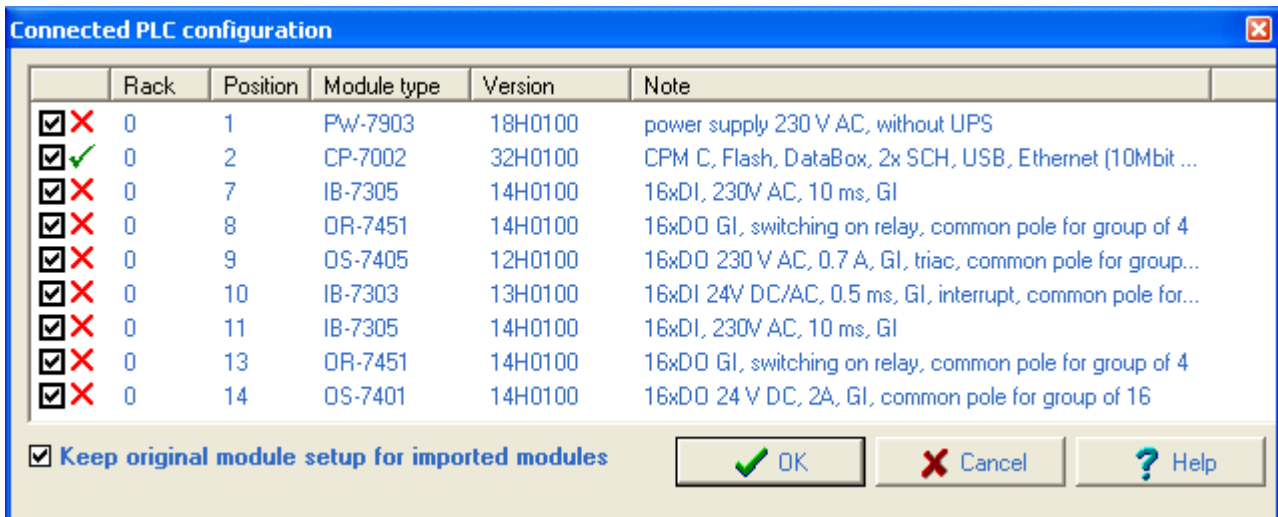 Connected PLC configuration
Rack Position Module type Version Note
0 1 PW-7903 18H0100 power supply 230 V AC, without UPS
0 2 CP-7002 32H0100 CPM C, Flash, DataBox, 2x SCH, USB, Ethernet (10Mbit ...
0 7 IB-7305 14H0100 16xDI, 230V AC, 10 ms, GI
0 8 OR-7451 14H0100 16xDO GI, switching on relay, common pole for group of 4
0 9 OS-7405 12H0100 16xDO 230 V AC, 0.7 A, GI, triac, common pole for group...
0 10 IB-7303 13H0100 16xDI 24V DC/AC, 0.5 ms, GI, interrupt, common pole for...
0 11 IB-7305 14H0100 16xDI, 230V AC, 10 ms, GI
0 13 OR-7451 14H0100 16xDO GI, switching on relay, common pole for group of 4
0 14 OS-7401 14H0100 16xDO 24 V DC, 2A, GI, common pole for group of 16
Keep original module setup for imported modules OK Cancel Help